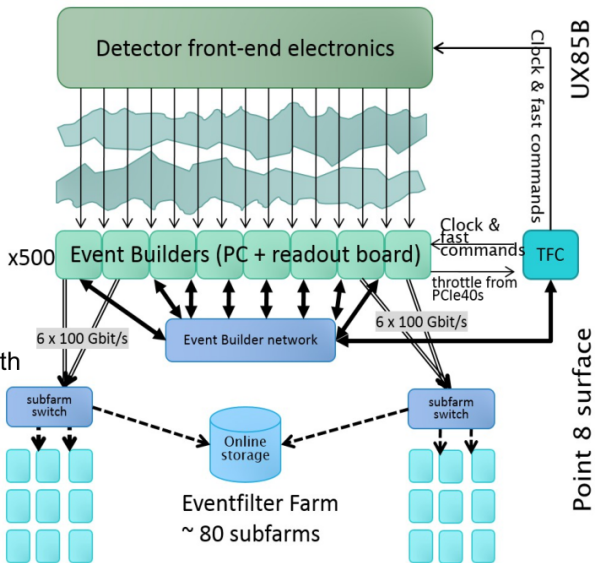 Detector front-end electronics
Clock & fast commands
UX85B
x500
Event Builders (PC + readout board)
Clock &
fast
commands
TFC
throttle from
PCIe40s
6 x 100 Gbit/s
6 x 100 Gbit/s
Event Builder network
th
subfarm
switch
subfarm
switch
Online
storage
Point 8 surface
Eventfilter Farm
~ 80 subfarms